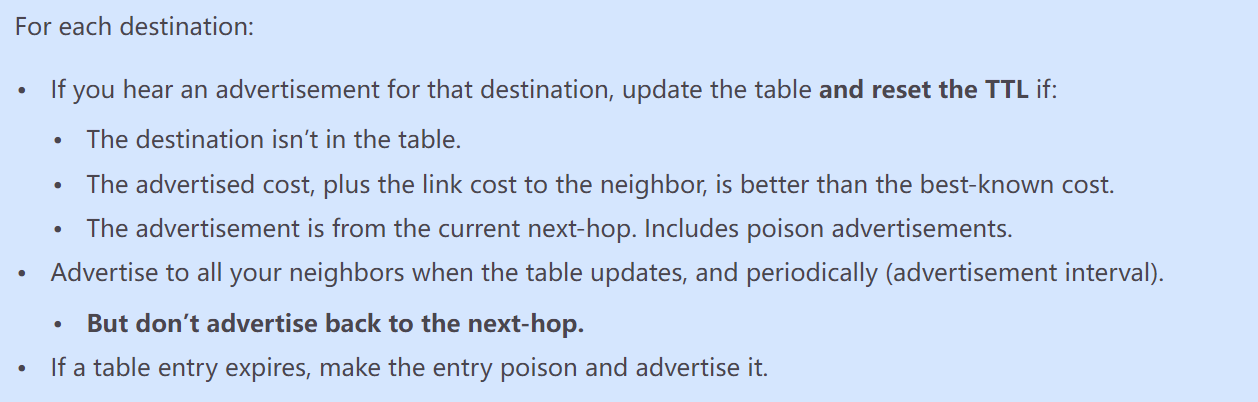 For each destination:
• If you hear an advertisement for that destination, update the table and reset the TTL if:
• The destination isn’t in the table.
• The advertised cost, plus the link cost to the neighbor, is better than the best-known cost.
• The advertisement is from the current next-hop. Includes poison advertisements.
• Advertise to all your neighbors when the table updates, and periodically (advertisement interval).
• But don’t advertise back to the next-hop.
• If a table entry expires, make the entry poison and advertise it.